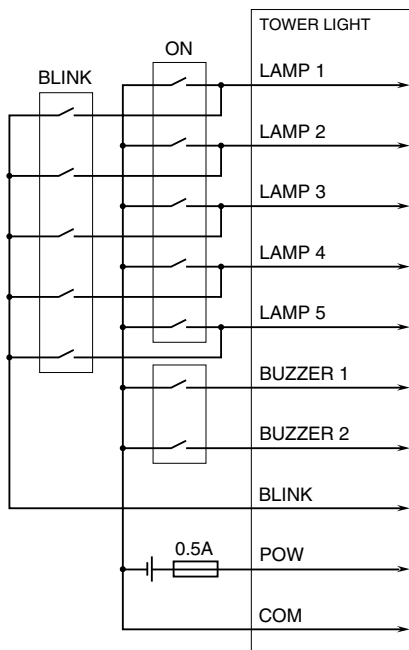 TOWER LIGHT
ON
LAMP 1
BLINK
LAMP 2
LAMP 3
LAMP 4
LAMP 5
BUZZER 1
BUZZER 2
BLINK
0.5A
POW
COM